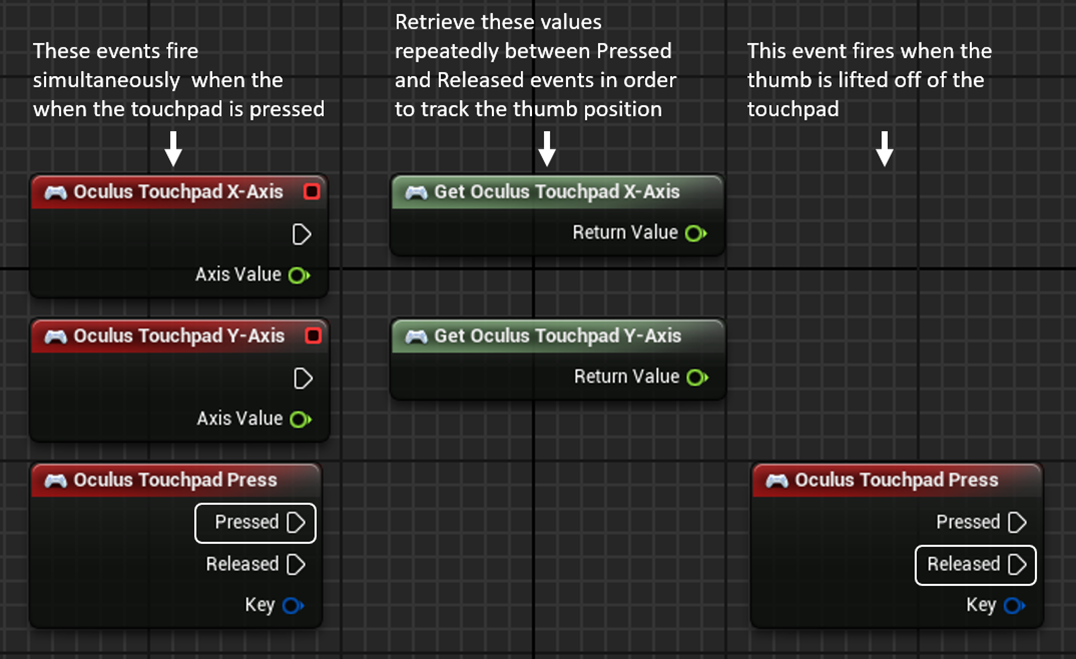 These events fire
simultaneously when the
when the touchpad is pressed
Retrieve these values
repeatedly between Pressed
and Released events in order
to track the thumb position
This event fires when the
thumb is lifted off of the
touchpad
Oculus Touchpad X-Axis
Axis Value
Get Oculus Touchpad X-Axis
Return Value
Oculus Touchpad Y-Axis
Axis Value
Get Oculus Touchpad Y-Axis
Return Value
Oculus Touchpad Press
Pressed
Released
Key
Oculus Touchpad Press
Pressed
Released
Key